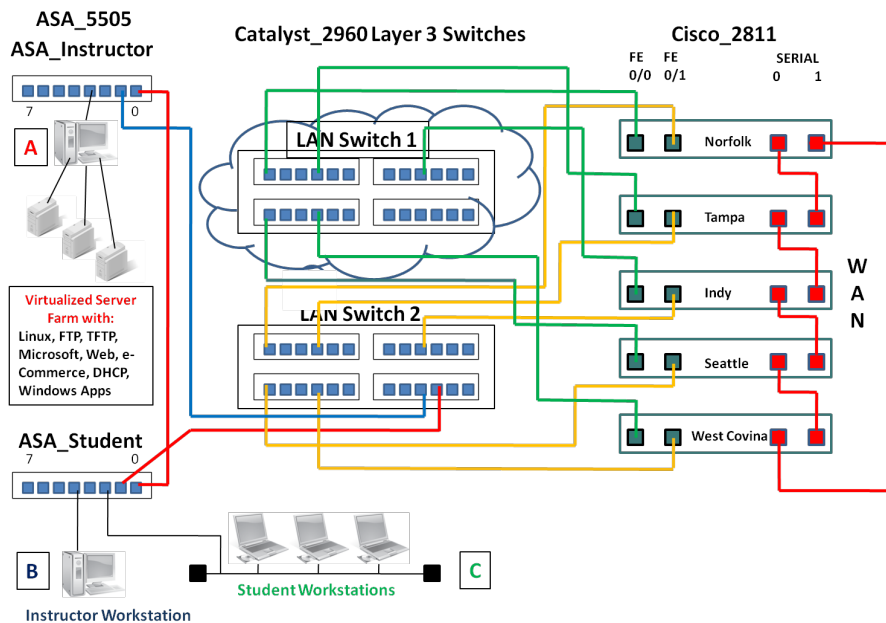 ASA_5505
ASA_Instructor
Catalyst_2960 Layer 3 Switches
Cisco_2811
FE
0/0
FE
0/1
SERIAL
0 1
7 0
A
LAN Switch 1
Norfolk
Tampa
Indy
Seattle
West Covina
WAN
Virtualized Server
Farm with:
Linux, FTP, TFTP,
Microsoft, Web, e-
Commerce, DHCP,
Windows Apps
LAN Switch 2
ASA_Student
7 0
B
Instructor Workstation
Student Workstations
C